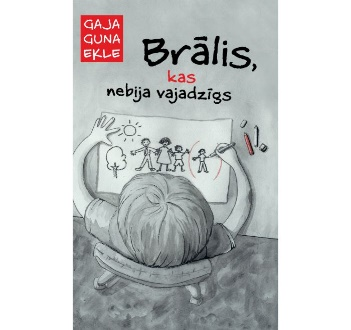 GAJA
GUNA
EKLE
Brālis,
kas
nebija vajadzīgs